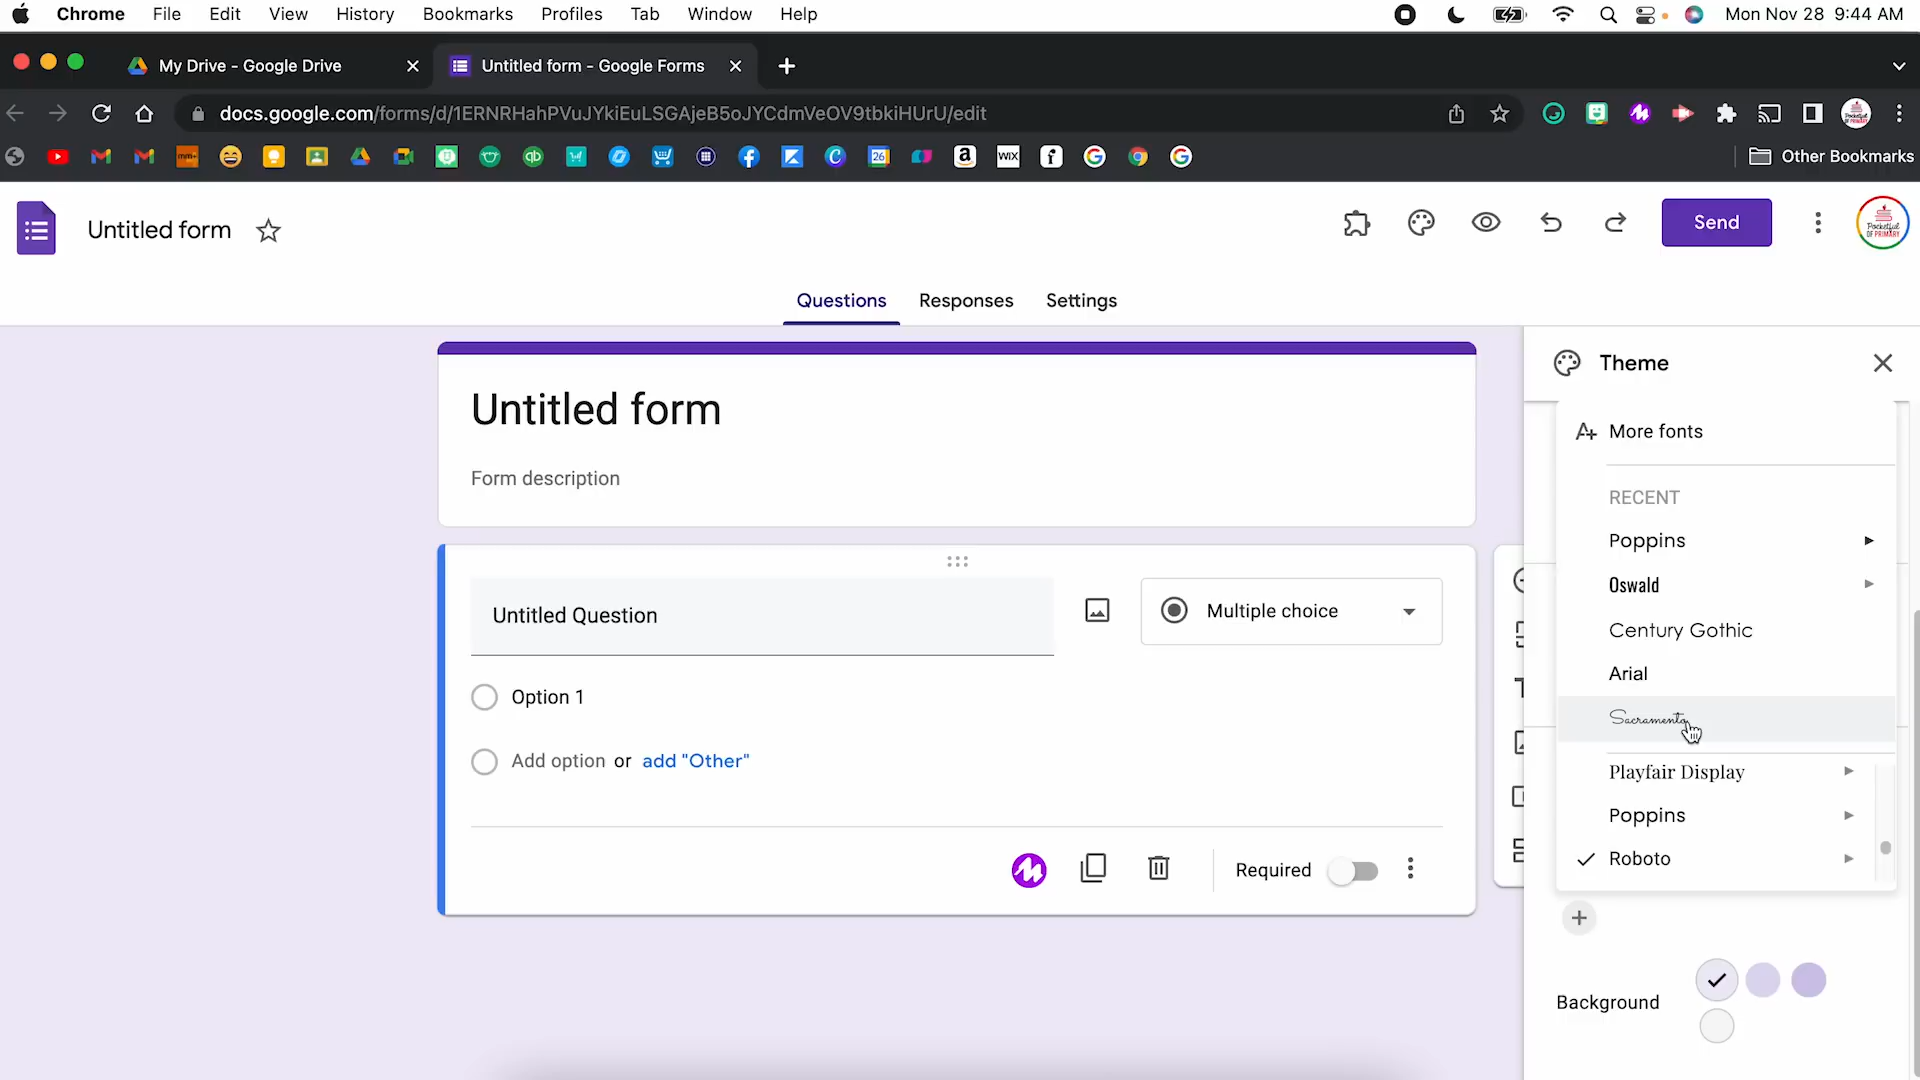 Chrome File Edit View History Bookmarks Profiles Tab Window Help Mon Nov 28 9:44 AM
My Drive - Google Drive Untitled form - Google Forms
docs.google.com/forms/d/1ERNRHahPVuJYkiEuLSGAjeB5oJYCdmVeOV9tbkiHUrU/edit
Other Bookmarks
Untitled form
Send
Questions Responses Settings
Untitled form
Form description
Untitled Question
Multiple choice
Option 1
Add option or add "Other"
Required
Theme
More fonts
RECENT
Poppins
Oswald
Century Gothic
Arial
Sacramento
Playfair Display
Poppins
Roboto
Background